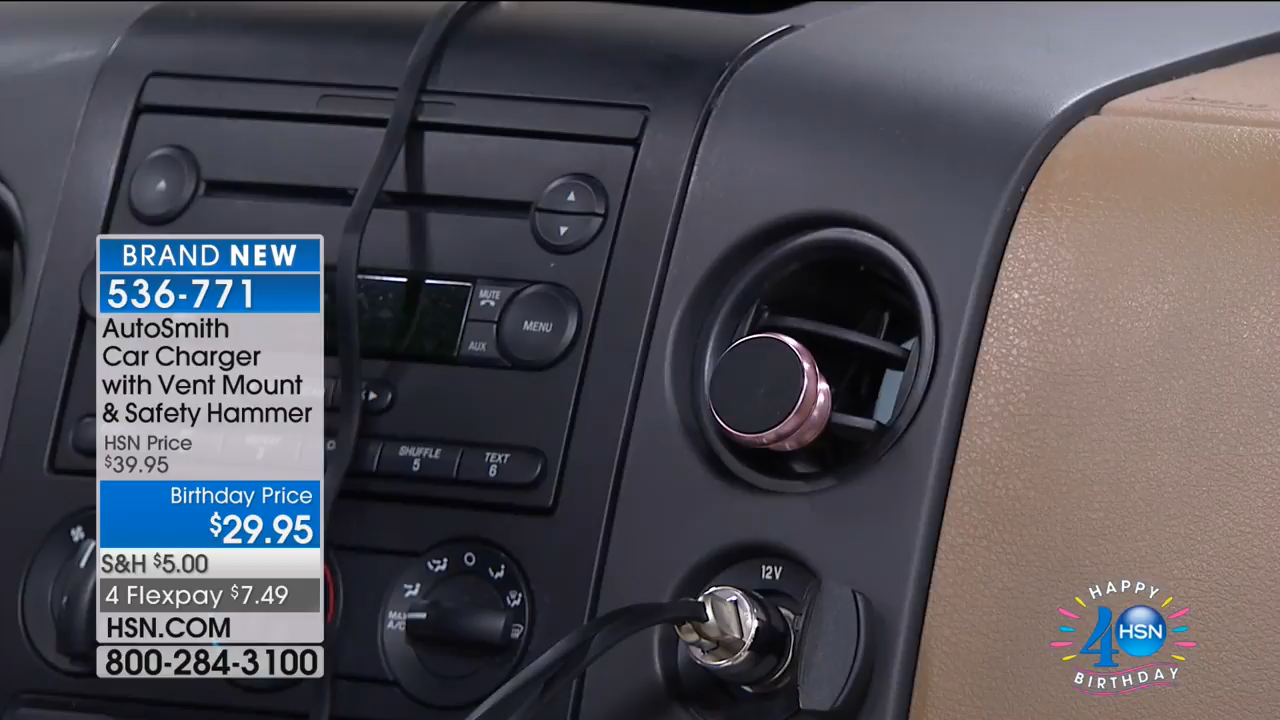 BRAND NEW
536-771
AutoSmith
Car Charger
with Vent Mount
& Safety Hammer
HSN Price
$39.95
Birthday Price
$29.95
S&H $5.00
4 Flexpay $7.49
HSN.COM
800-284-3100
MUTE
MENU
AUX
SHUFFLE
5
TEXT
6
MAX
A/C
12V
HAPPY
40
HSN
BIRTHDAY